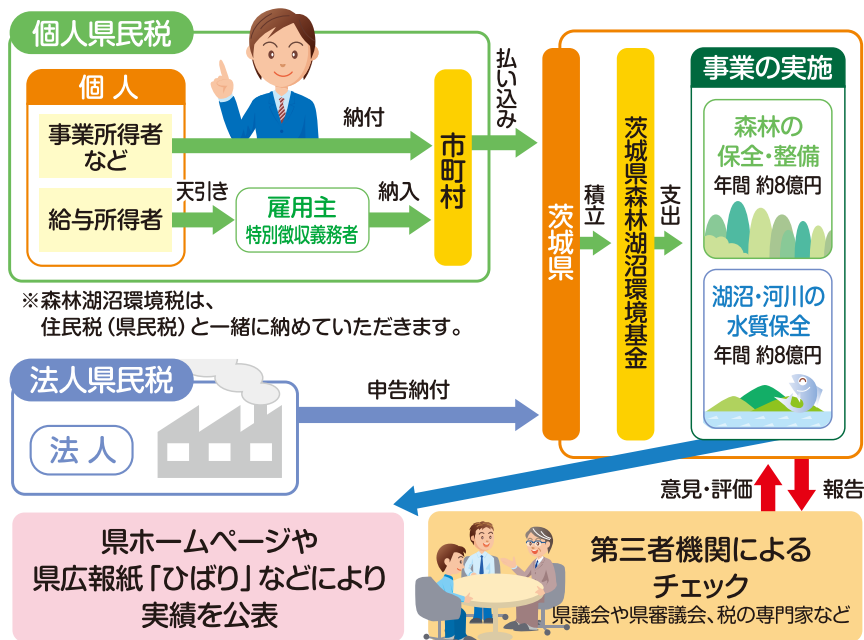 個人県民税
個人
事業所得者
など
給与所得者
納付
天引き
雇用主
特別徴収義務者
納入
市町村
払い込み
※森林湖沼環境税は、
住民税（県民税）と一緒に納めていただきます。
法人県民税
法人
申告納付
茨城県
積立
茨城県森林湖沼環境基金
支出
事業の実施
森林の
保全・整備
年間 約8億円
湖沼・河川の
水質保全
年間 約8億円
意見・評価
報告
県ホームページや
県広報紙「ひばり」などにより
実績を公表
第三者機関による
チェック
県議会や県審議会、税の専門家など